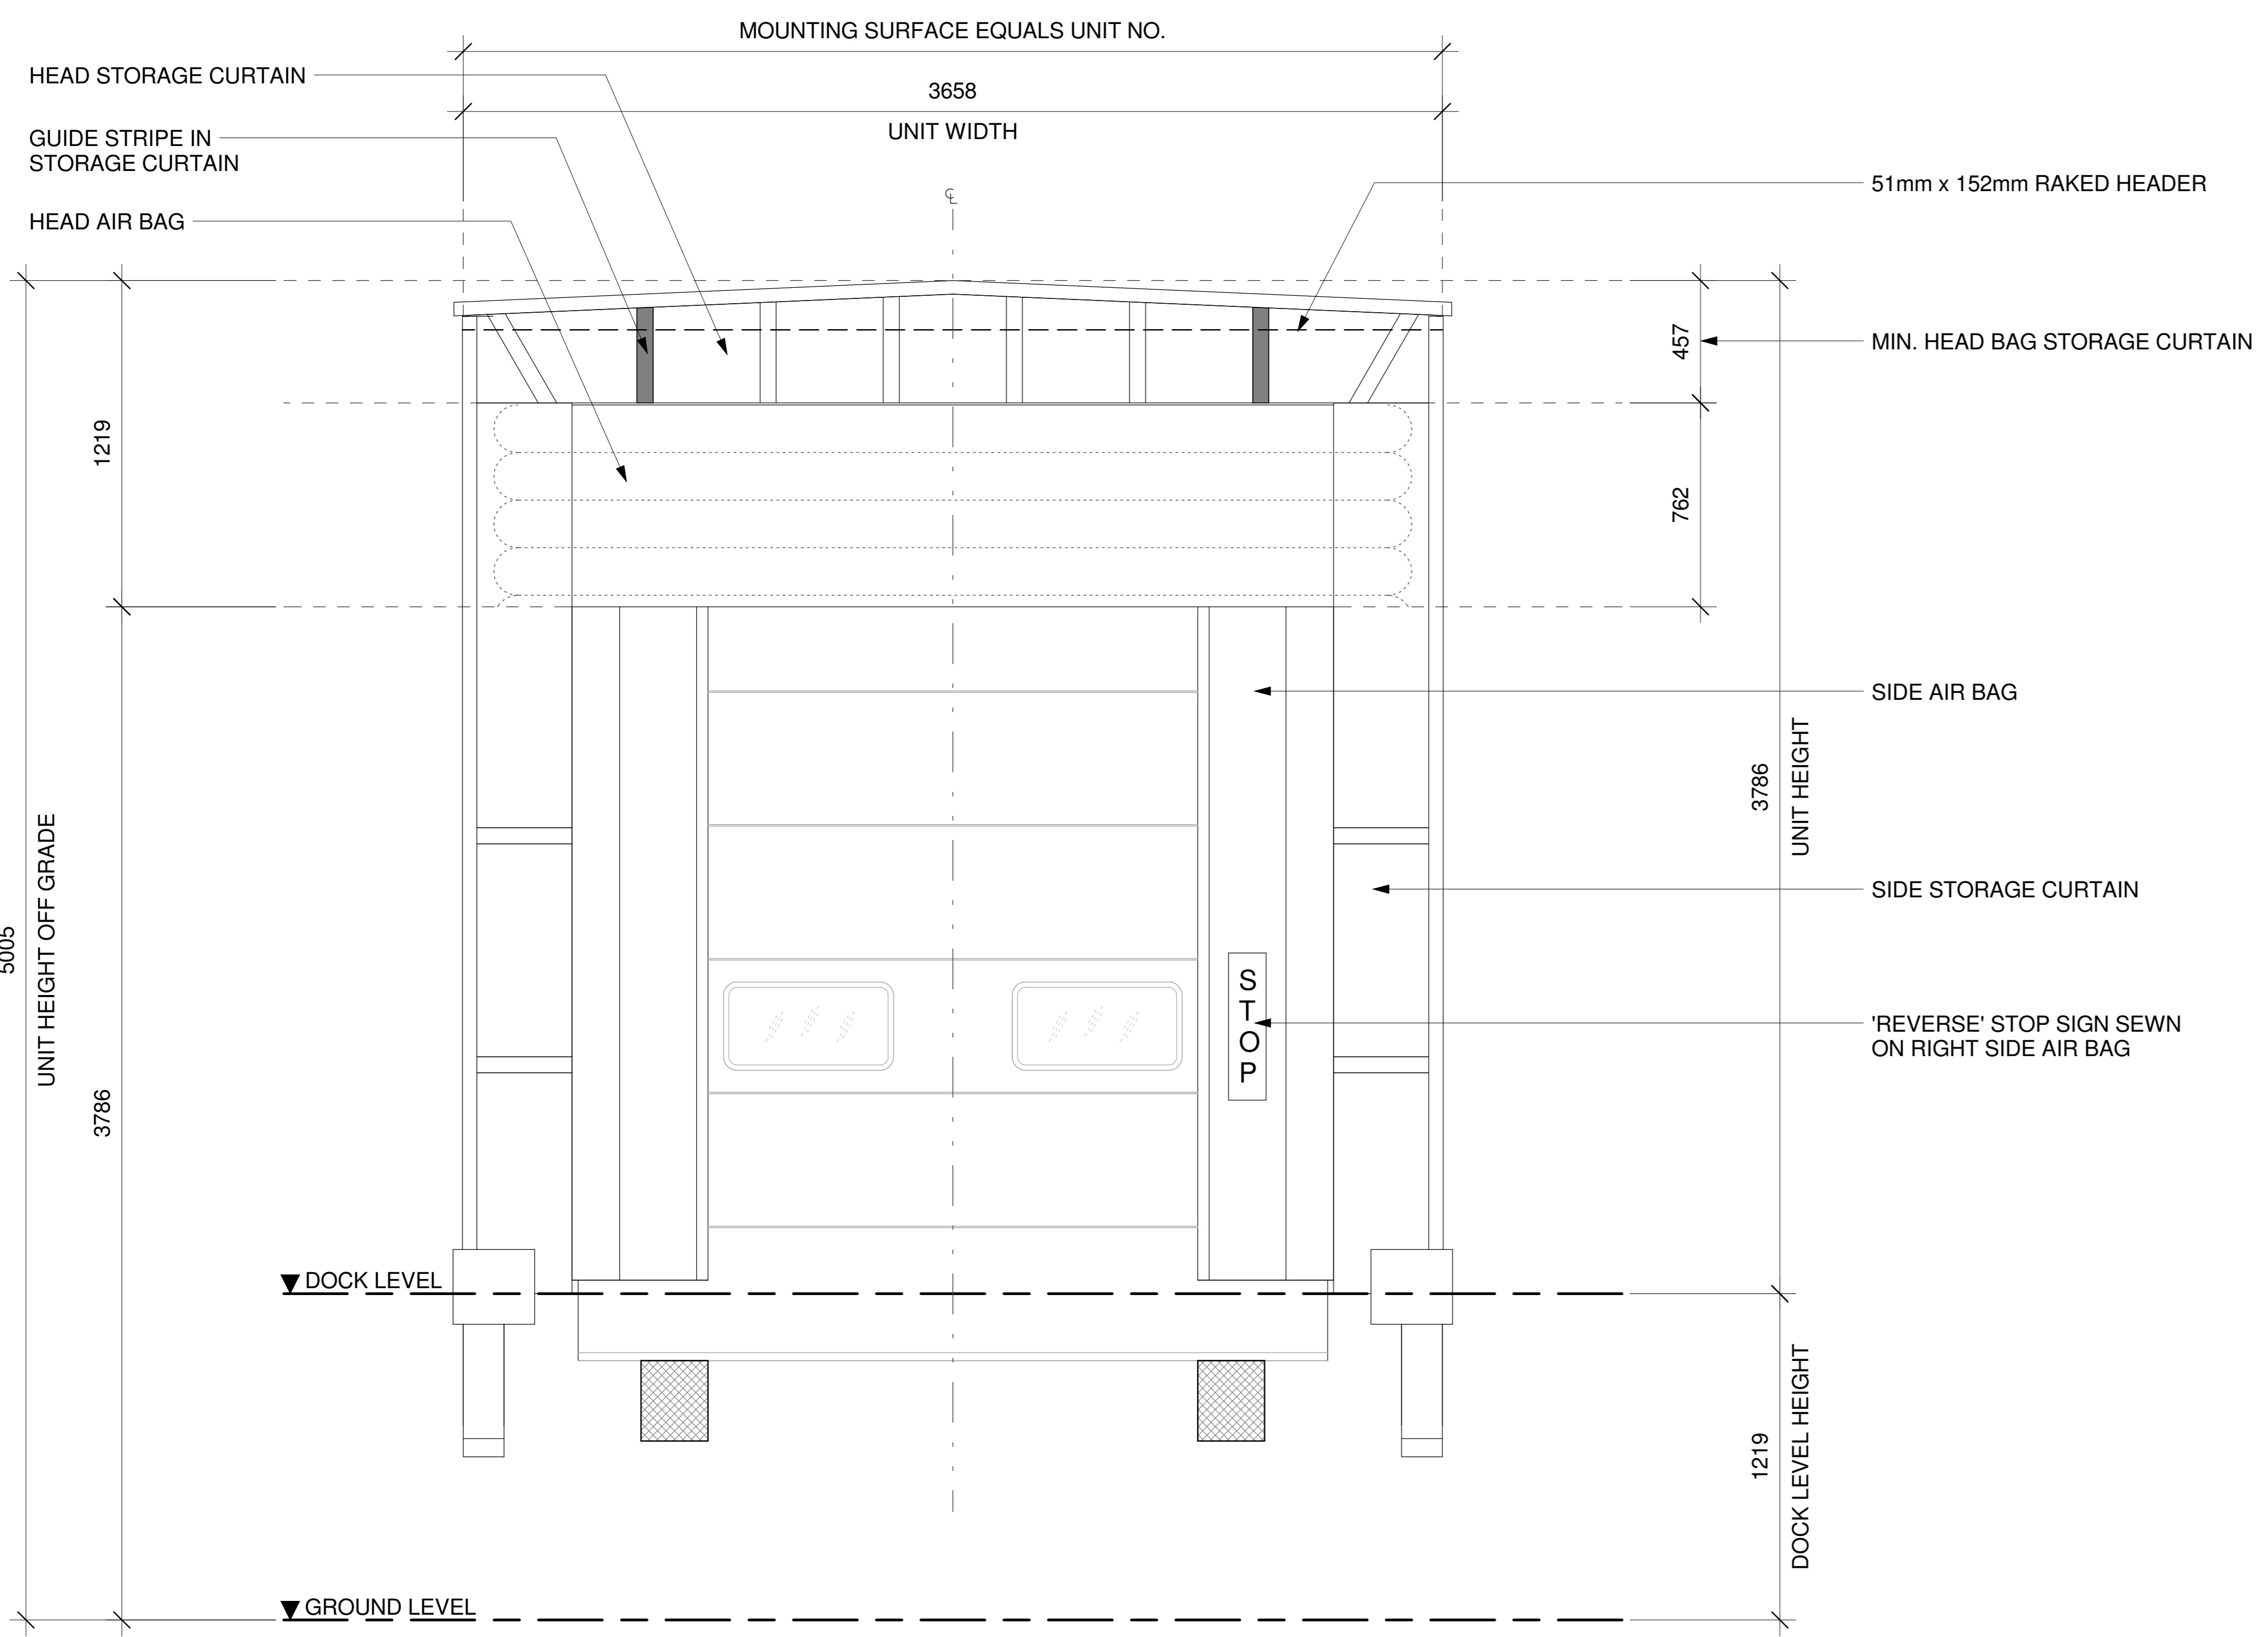 MOUNTING SURFACE EQUALS UNIT NO.
HEAD STORAGE CURTAIN
3658
UNIT WIDTH
GUIDE STRIPE IN
STORAGE CURTAIN
℄
51mm x 152mm RAKED HEADER
HEAD AIR BAG
457
MIN. HEAD BAG STORAGE CURTAIN
1219
762
SIDE AIR BAG
3786
UNIT HEIGHT
5005
UNIT HEIGHT OFF GRADE
SIDE STORAGE CURTAIN
S
T
O
P
'REVERSE' STOP SIGN SEWN
ON RIGHT SIDE AIR BAG
3786
DOCK LEVEL
1219
DOCK LEVEL HEIGHT
GROUND LEVEL